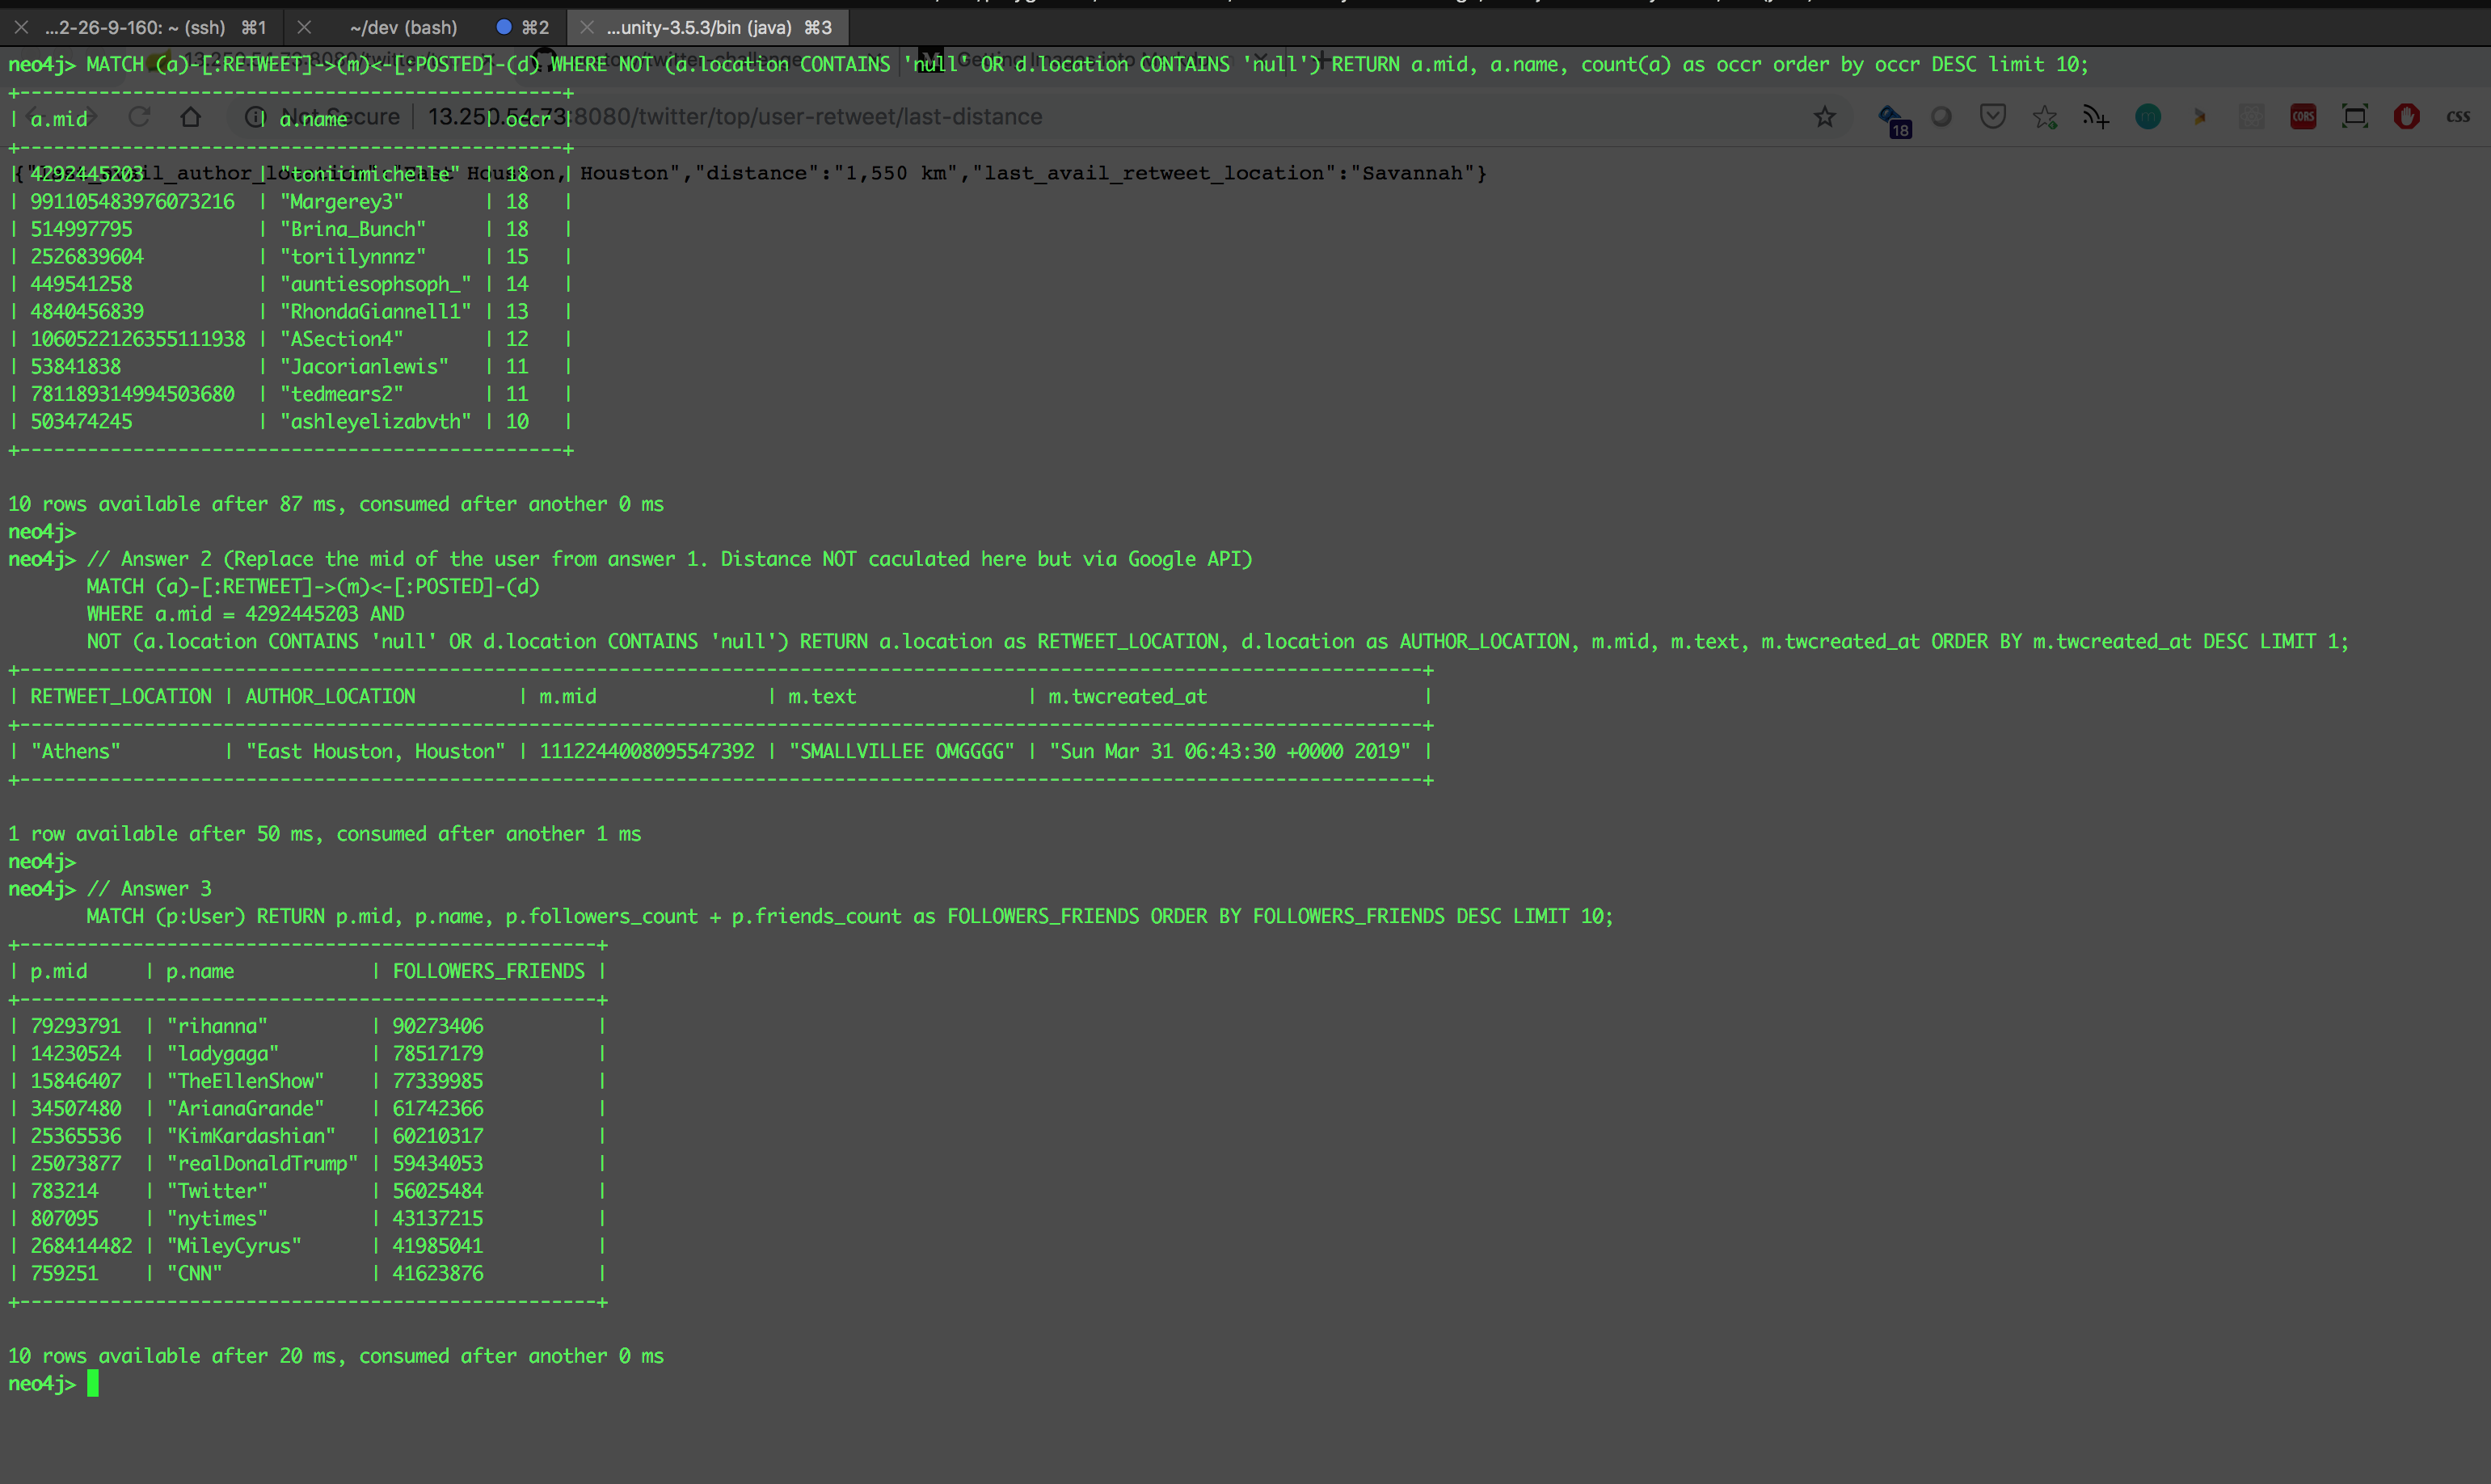 ...2-26-9-160: ~ (ssh) ⌘1 ~/dev (bash) ⌘2 ...unity-3.5.3/bin (java) ⌘3
neo4j> MATCH (a)-[:RETWEET]->(m)<-[:POSTED]-(d) WHERE NOT (a.location CONTAINS 'null' OR d.location CONTAINS 'null') RETURN a.mid, a.name, count(a) as occr order by occr DESC limit 10;
| a.mid | a.name | occr |
Not Secure | 13.250.54.73:8080/twitter/top/user-retweet/last-distance
18 CORS CSS
East Houston, Houston","distance":"1,550 km","last_avail_retweet_location":"Savannah"}
| 4292445203 | 18 |
| 991105483976073216 | "Margerey3" | 18 |
| 514997795 | "Brina_Bunch" | 18 |
| 2526839604 | "toriilynnnz" | 15 |
| 449541258 | "auntiesophsoph_" | 14 |
| 4840456839 | "RhondaGiannell1" | 13 |
| 1060522126355111938 | "ASection4" | 12 |
| 53841838 | "Jacorianlewis" | 11 |
| 781189314994503680 | "tedmears2" | 11 |
| 503474245 | "ashleyelizabvth" | 10 |
10 rows available after 87 ms, consumed after another 0 ms
neo4j>
neo4j> // Answer 2 (Replace the mid of the user from answer 1. Distance NOT caculated here but via Google API)
MATCH (a)-[:RETWEET]->(m)<-[:POSTED]-(d)
WHERE a.mid = 4292445203 AND
NOT (a.location CONTAINS 'null' OR d.location CONTAINS 'null') RETURN a.location as RETWEET_LOCATION, d.location as AUTHOR_LOCATION, m.mid, m.text, m.twcreated_at ORDER BY m.twcreated_at DESC LIMIT 1;
| RETWEET_LOCATION | AUTHOR_LOCATION | m.mid | m.text | m.twcreated_at |
| "Athens" | "East Houston, Houston" | 1112244008095547392 | "SMALLVILLEE OMGGGG" | "Sun Mar 31 06:43:30 +0000 2019" |
1 row available after 50 ms, consumed after another 1 ms
neo4j>
neo4j> // Answer 3
MATCH (p:User) RETURN p.mid, p.name, p.followers_count + p.friends_count as FOLLOWERS_FRIENDS ORDER BY FOLLOWERS_FRIENDS DESC LIMIT 10;
| p.mid | p.name | FOLLOWERS_FRIENDS |
| 79293791 | "rihanna" | 90273406 |
| 14230524 | "ladygaga" | 78517179 |
| 15846407 | "TheEllenShow" | 77339985 |
| 34507480 | "ArianaGrande" | 61742366 |
| 25365536 | "KimKardashian" | 60210317 |
| 25073877 | "realDonaldTrump" | 59434053 |
| 783214 | "Twitter" | 56025484 |
| 807095 | "nytimes" | 43137215 |
| 268414482 | "MileyCyrus" | 41985041 |
| 759251 | "CNN" | 41623876 |
10 rows available after 20 ms, consumed after another 0 ms
neo4j>